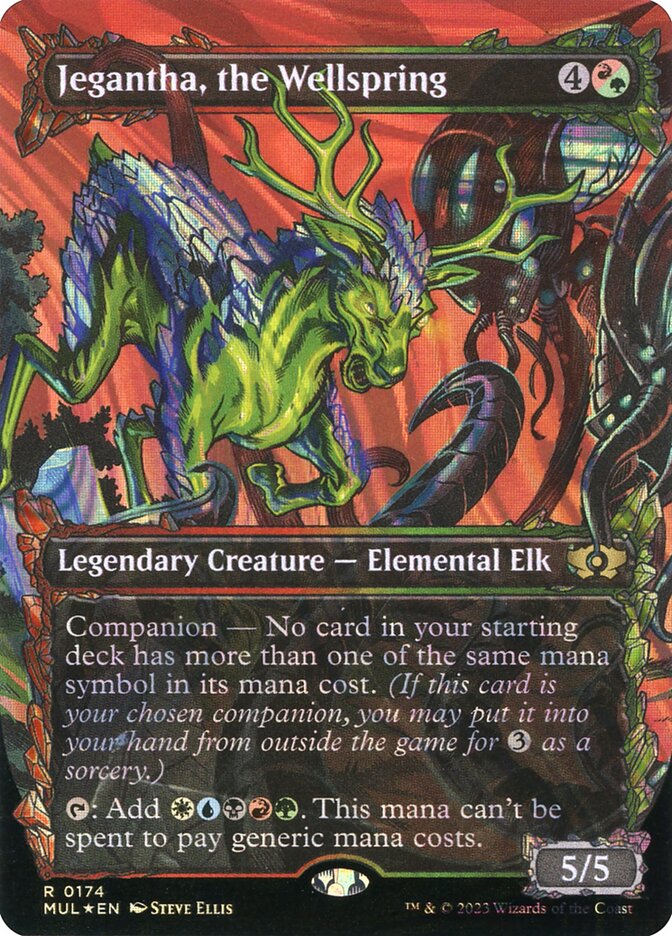 Jegantha, the Wellspring 4
Legendary Creature — Elemental Elk
Companion — No card in your starting
deck has more than one of the same mana
symbol in its mana cost. (If this card is
your chosen companion, you may put it into
your hand from outside the game for 3 as a
sorcery.)
: Add . This mana can't be
spent to pay generic mana costs.
5/5
R 0174
MUL★EN Steve Ellis
™ & © 2023 Wizards of the Coast